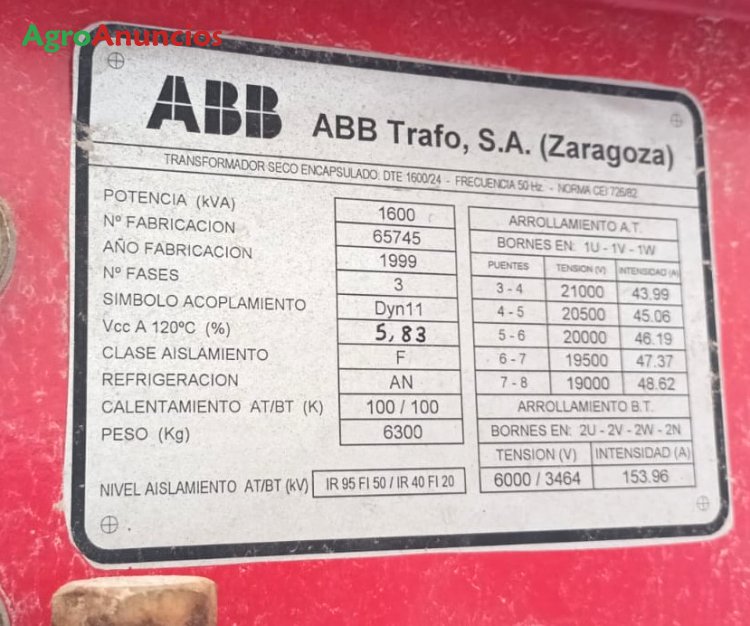 AgroAnuncios
ABB ABB Trafo, S.A. (Zaragoza)
TRANSFORMADOR SECO ENCAPSULADO: DTE 1600/24 - FRECUENCIA 50 Hz - NORMA CEI 726/82
POTENCIA (kVA) 1600
Nº FABRICACION 65745
AÑO FABRICACION 1999
Nº FASES 3
SIMBOLO ACOPLAMIENTO Dyn11
Vcc A 120ºC (%) 5,83
CLASE AISLAMIENTO F
REFRIGERACION AN
CALENTAMIENTO AT/BT (K) 100 / 100
PESO (Kg) 6300
NIVEL AISLAMIENTO AT/BT (kV) IR 95 FI 50 / IR 40 FI 20
ARROLLAMIENTO A.T.
BORNES EN: 1U - 1V - 1W
PUENTES TENSION (V) INTENSIDAD (A)
3 - 4 21000 43.99
4 - 5 20500 45.06
5 - 6 20000 46.19
6 - 7 19500 47.37
7 - 8 19000 48.62
ARROLLAMIENTO B.T.
BORNES EN: 2U - 2V - 2W - 2N
TENSION (V) INTENSIDAD (A)
6000 / 3464 153.96